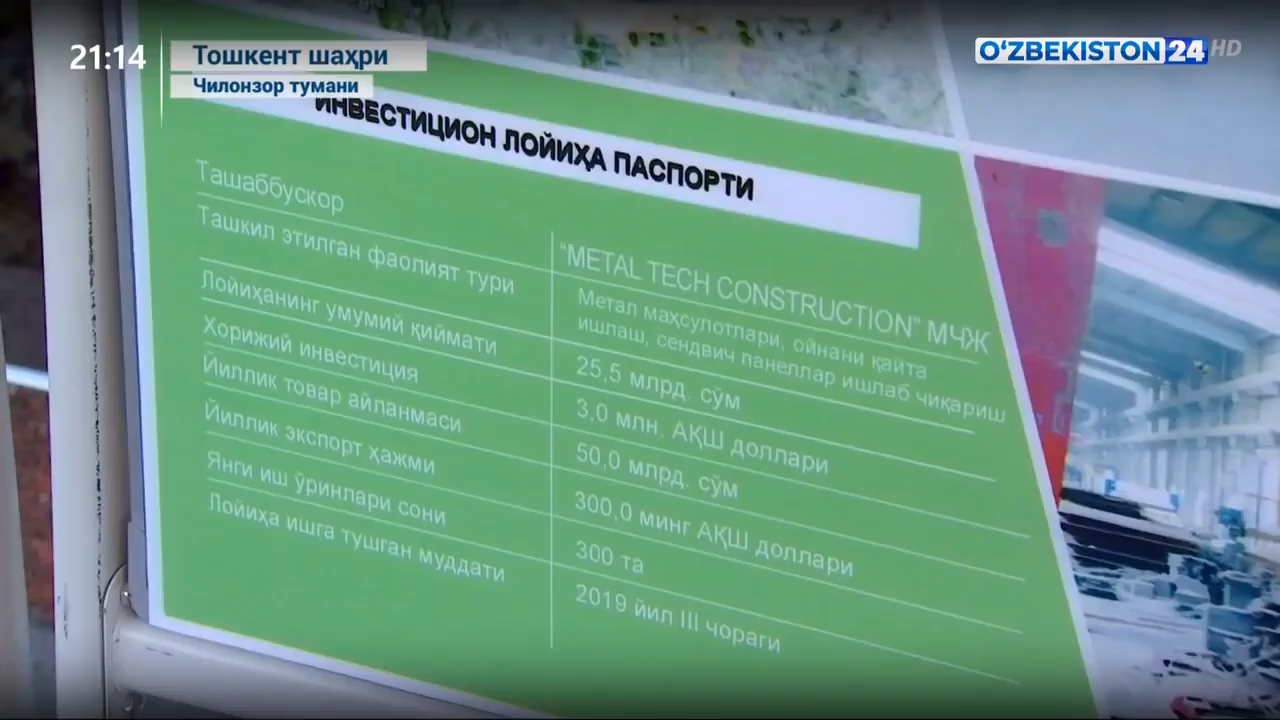 21:14
Тошкент шаҳри
Чилонзор тумани
O‘ZBEKISTON 24 HD
ИНВЕСТИЦИОН ЛОЙИҲА ПАСПОРТИ
Ташаббускор
“METAL TECH CONSTRUCTION” МЧЖ
Ташкил этилган фаолият тури
Метал маҳсулотлари, ойнани қайта
ишлаш, сендвич панеллар ишлаб чиқариш
Лойиҳанинг умумий қиймати
25,5 млрд. сўм
Хорижий инвестиция
3,0 млн. АҚШ доллари
Йиллик товар айланмаси
50,0 млрд. сўм
Йиллик экспорт ҳажми
300,0 минг АҚШ доллари
Янги иш ўринлари сони
300 та
Лойиҳа ишга тушган муддати
2019 йил III чораги